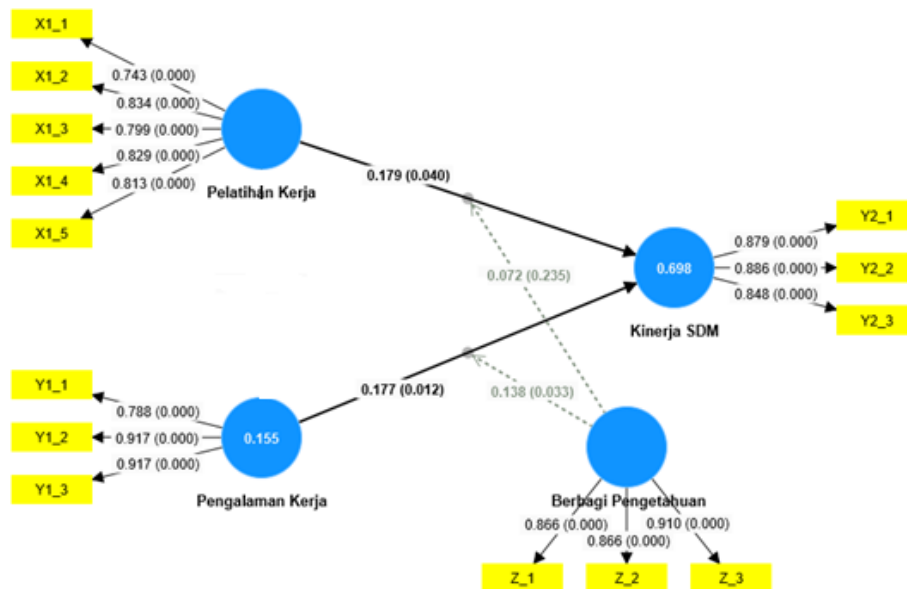 X1_1
X1_2
X1_3
X1_4
X1_5
0.743 (0.000)
0.834 (0.000)
0.799 (0.000)
0.829 (0.000)
0.813 (0.000)
Pelatihan Kerja
0.179 (0.040)
0.072 (0.235)
0.698
Kinerja SDM
0.879 (0.000)
0.886 (0.000)
0.848 (0.000)
Y2_1
Y2_2
Y2_3
Y1_1
Y1_2
Y1_3
0.788 (0.000)
0.917 (0.000)
0.917 (0.000)
0.155
Pengalaman Kerja
0.177 (0.012)
0.138 (0.033)
Berbagi Pengetahuan
0.866 (0.000)
0.866 (0.000)
0.910 (0.000)
Z_1
Z_2
Z_3